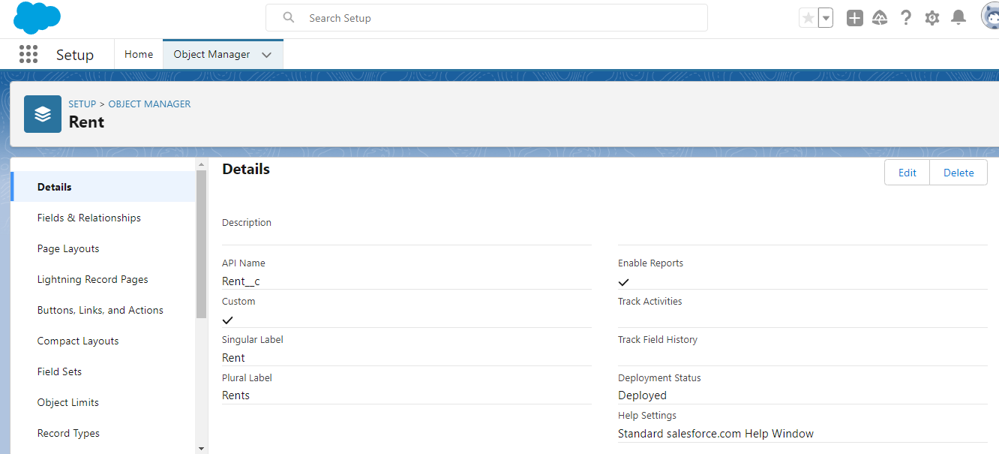 Search Setup
Setup
Home
Object Manager
SETUP > OBJECT MANAGER
Rent
Details
Fields & Relationships
Page Layouts
Lightning Record Pages
Buttons, Links, and Actions
Compact Layouts
Field Sets
Object Limits
Record Types
Details
Edit
Delete
Description
API Name
Rent__c
Custom
Singular Label
Rent
Plural Label
Rents
Enable Reports
Track Activities
Track Field History
Deployment Status
Deployed
Help Settings
Standard salesforce.com Help Window